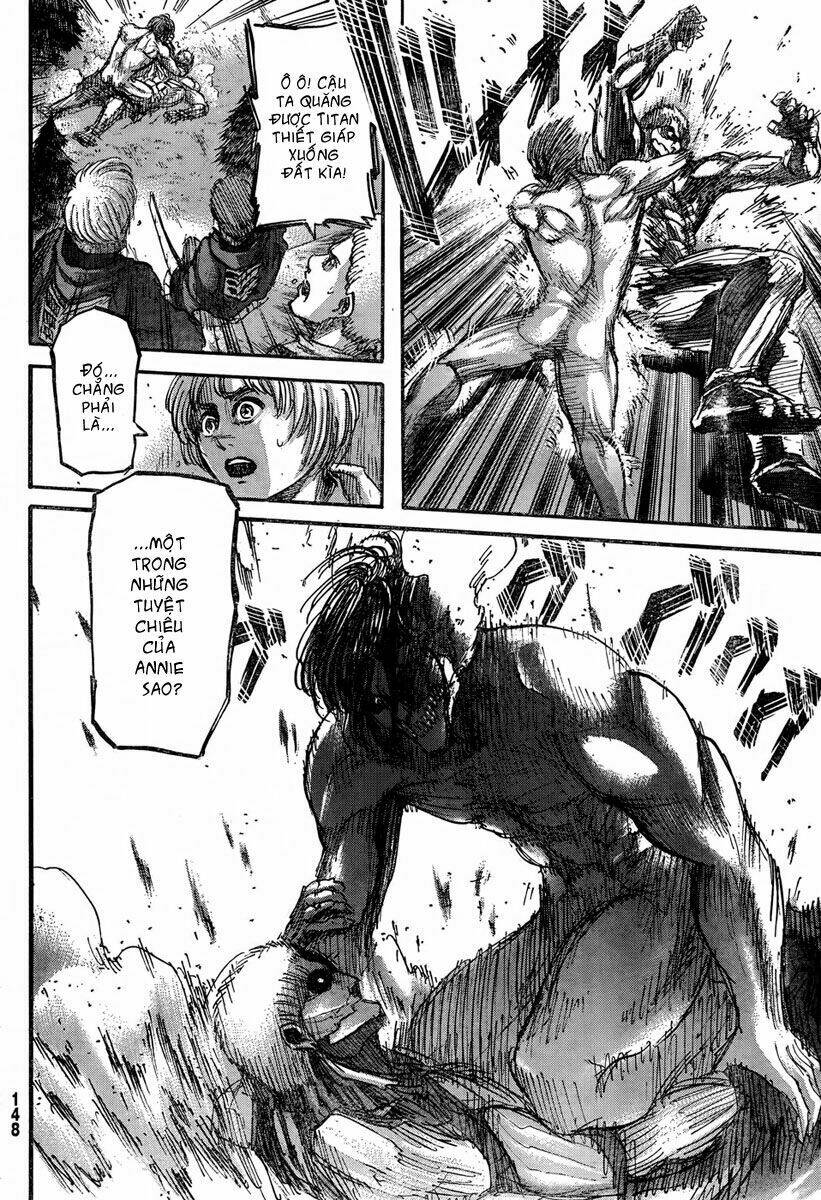 Ô Ô! CẬU
TA QUĂNG
ĐƯỢC TITAN
THIẾT GIÁP
XUỐNG
ĐẤT KÌA!
ĐÓ...
CHẲNG
PHẢI
LÀ...
...MỘT
TRONG
NHỮNG
TUYỆT
CHIÊU
CỦA
ANNIE
SAO?
148